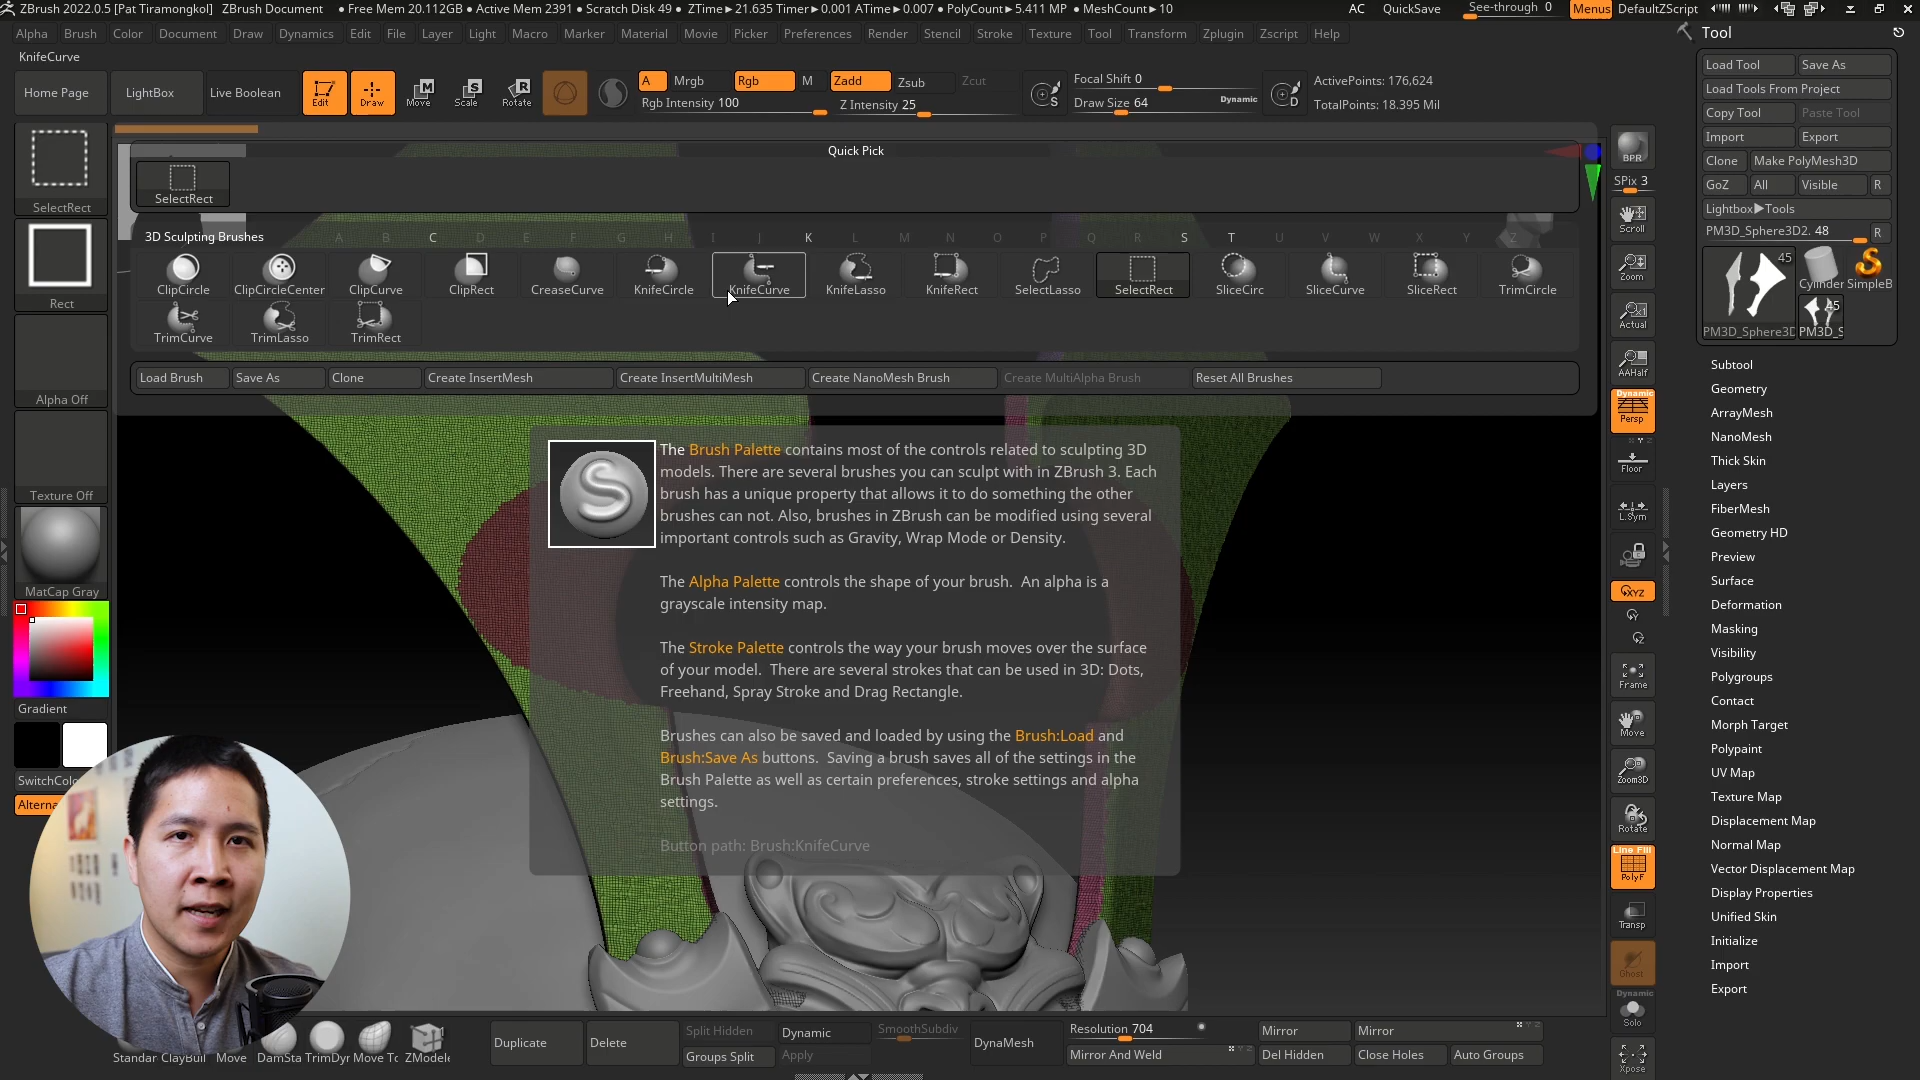 ZBrush 2022.0.5 [Pat Tiramongkol] ZBrush Document ● Free Mem 20.112GB ● Active Mem 2391 ● Scratch Disk 49 ● ZTime►21.635 Timer►0.001 ATime►0.007 ● PolyCount►5.411 MP ● MeshCount►10 AC QuickSave See-through 0 Menus DefaultZScript
Alpha Brush Color Document Draw Dynamics Edit File Layer Light Macro Marker Material Movie Picker Preferences Render Stencil Stroke Texture Tool Transform Zplugin Zscript Help
KnifeCurve
Home Page LightBox Live Boolean Edit Draw Move Scale Rotate
A Mrgb Rgb M Zadd Zsub Zcut
Rgb Intensity 100 Z Intensity 25
Focal Shift 0
Draw Size 64 Dynamic
ActivePoints: 176,624
TotalPoints: 18.395 Mil
SelectRect
Rect
Alpha Off
Texture Off
MatCap Gray
Gradient
SwitchColo
Alterna
Quick Pick
SelectRect
3D Sculpting Brushes A B C D E F G H I J K L M N O P Q R S T U V W X Y Z
ClipCircle ClipCircleCenter ClipCurve ClipRect CreaseCurve KnifeCircle KnifeCurve KnifeLasso KnifeRect SelectLasso SelectRect SliceCirc SliceCurve SliceRect TrimCircle
TrimCurve TrimLasso TrimRect
Load Brush Save As Clone Create InsertMesh Create InsertMultiMesh Create NanoMesh Brush Create MultiAlpha Brush Reset All Brushes
The Brush Palette contains most of the controls related to sculpting 3D
models. There are several brushes you can sculpt with in ZBrush 3. Each
brush has a unique property that allows it to do something the other
brushes can not. Also, brushes in ZBrush can be modified using several
important controls such as Gravity, Wrap Mode or Density.
The Alpha Palette controls the shape of your brush. An alpha is a
grayscale intensity map.
The Stroke Palette controls the way your brush moves over the surface
of your model. There are several strokes that can be used in 3D: Dots,
Freehand, Spray Stroke and Drag Rectangle.
Brushes can also be saved and loaded by using the Brush:Load and
Brush:Save As buttons. Saving a brush saves all of the settings in the
Brush Palette as well as certain preferences, stroke settings and alpha
settings.
Button path: Brush:KnifeCurve
BPR
SPix 3
Scroll
Zoom
Actual
AAHalf
Dynamic
Persp
Floor
L.Sym
XYZ
Frame
Move
Zoom3D
Rotate
Line Fill
PolyF
Transp
Ghost
Dynamic
Solo
Xpose
Tool
Load Tool Save As
Load Tools From Project
Copy Tool Paste Tool
Import Export
Clone Make PolyMesh3D
GoZ All Visible R
Lightbox►Tools
PM3D_Sphere3D2. 48 R
45
Cylinder SimpleB
45
PM3D_Sphere3D PM3D_S
Subtool
Geometry
ArrayMesh
NanoMesh
Thick Skin
Layers
FiberMesh
Geometry HD
Preview
Surface
Deformation
Masking
Visibility
Polygroups
Contact
Morph Target
Polypaint
UV Map
Texture Map
Displacement Map
Normal Map
Vector Displacement Map
Display Properties
Unified Skin
Initialize
Import
Export
Standar ClayBuil Move DamSta TrimDyn Move To ZModele
Duplicate Delete
Split Hidden
Groups Split
Dynamic
Apply
SmoothSubdiv
DynaMesh
Resolution 704
Mirror And Weld
Mirror Mirror
Del Hidden Close Holes Auto Groups